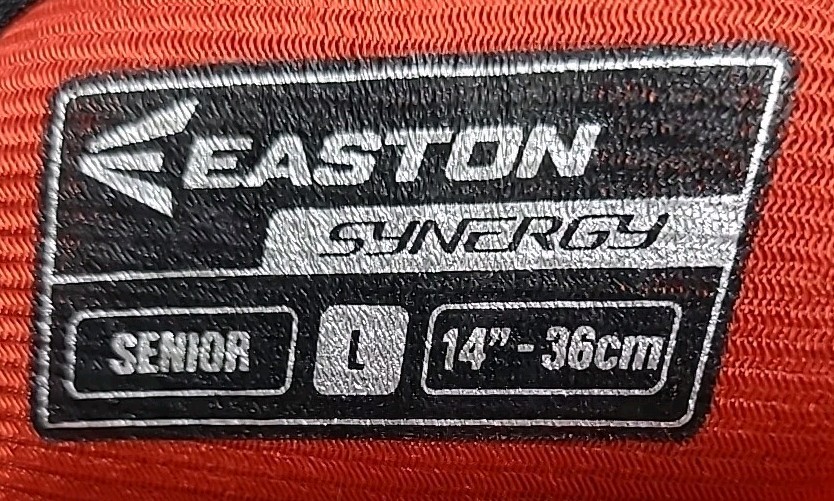 EASTON
SYNERGY
SENIOR L 14" - 36cm